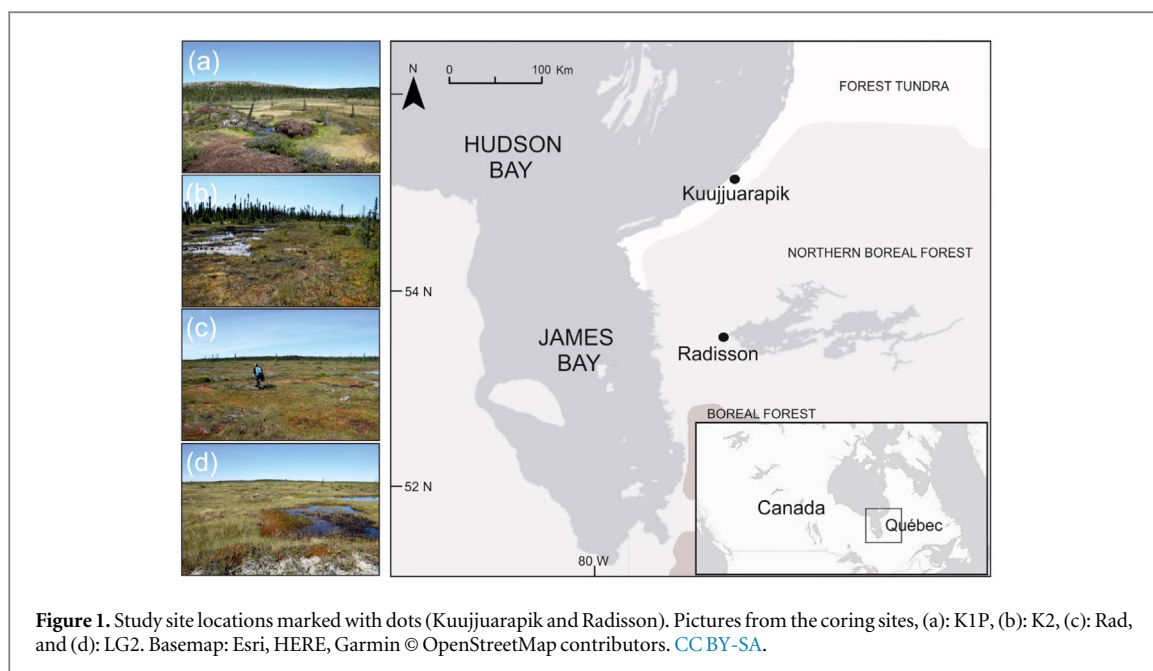 (a)
(b)
(c)
(d)
N
0 100 Km
FOREST TUNDRA
HUDSON
BAY
Kuujjuarapik
NORTHERN BOREAL FOREST
54 N
JAMES
BAY
Radisson
BOREAL FOREST
52 N
Canada
Québec
80 W
Figure 1. Study site locations marked with dots (Kuujjuarapik and Radisson). Pictures from the coring sites, (a): K1P, (b): K2, (c): Rad,
and (d): LG2. Basemap: Esri, HERE, Garmin © OpenStreetMap contributors. CC BY-SA.